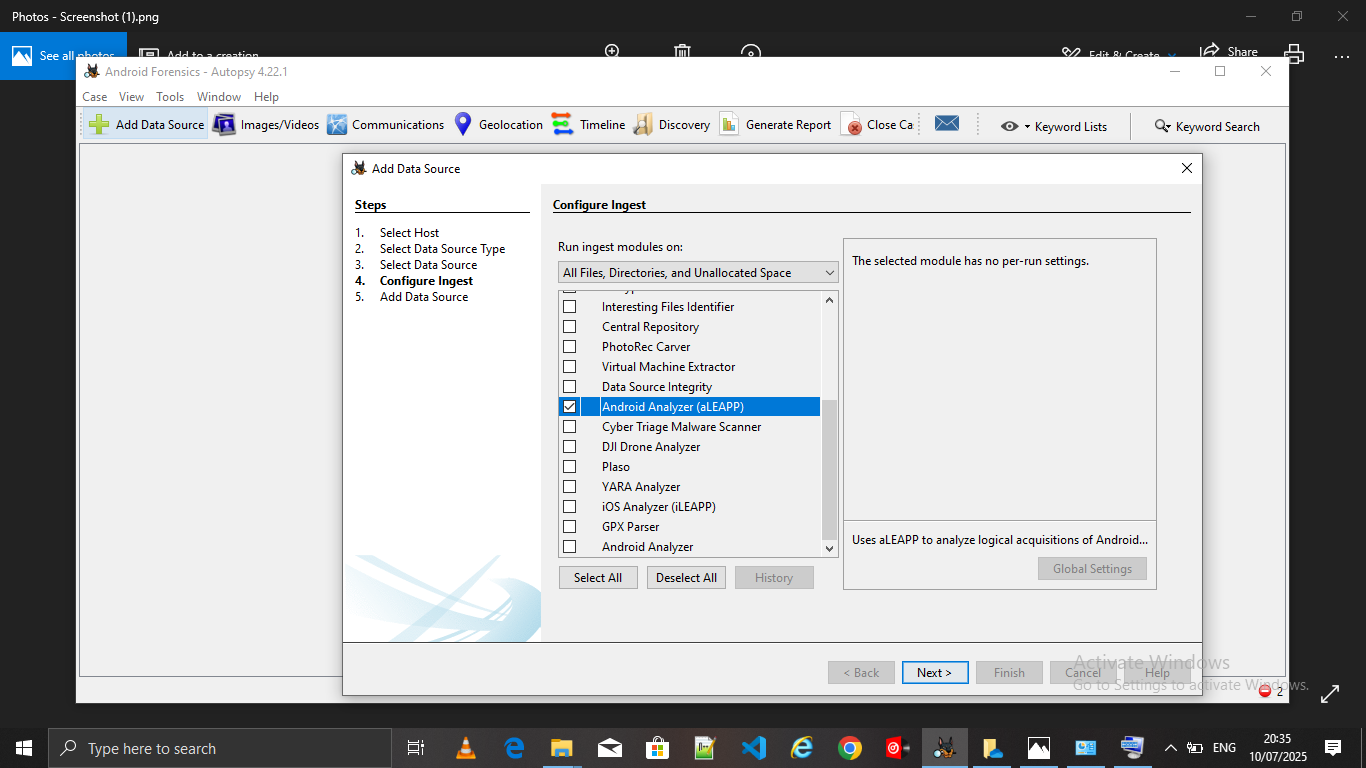 Photos - Screenshot (1).png
See all photos
Add to a creation
Edit & Create
Share
Android Forensics - Autopsy 4.22.1
Case View Tools Window Help
Add Data Source Images/Videos Communications Geolocation Timeline Discovery Generate Report Close Ca Keyword Lists Keyword Search
Add Data Source
Steps
1. Select Host
2. Select Data Source Type
3. Select Data Source
4. Configure Ingest
5. Add Data Source
Configure Ingest
Run ingest modules on:
All Files, Directories, and Unallocated Space
Interesting Files Identifier
Central Repository
PhotoRec Carver
Virtual Machine Extractor
Data Source Integrity
Android Analyzer (aLEAPP)
Cyber Triage Malware Scanner
DJI Drone Analyzer
Plaso
YARA Analyzer
iOS Analyzer (iLEAPP)
GPX Parser
Android Analyzer
Select All Deselect All History
The selected module has no per-run settings.
Uses aLEAPP to analyze logical acquisitions of Android...
Global Settings
< Back Next > Finish Cancel Help
Activate Windows
Go to Settings to activate Windows.
2
Type here to search
ENG
20:35
10/07/2025